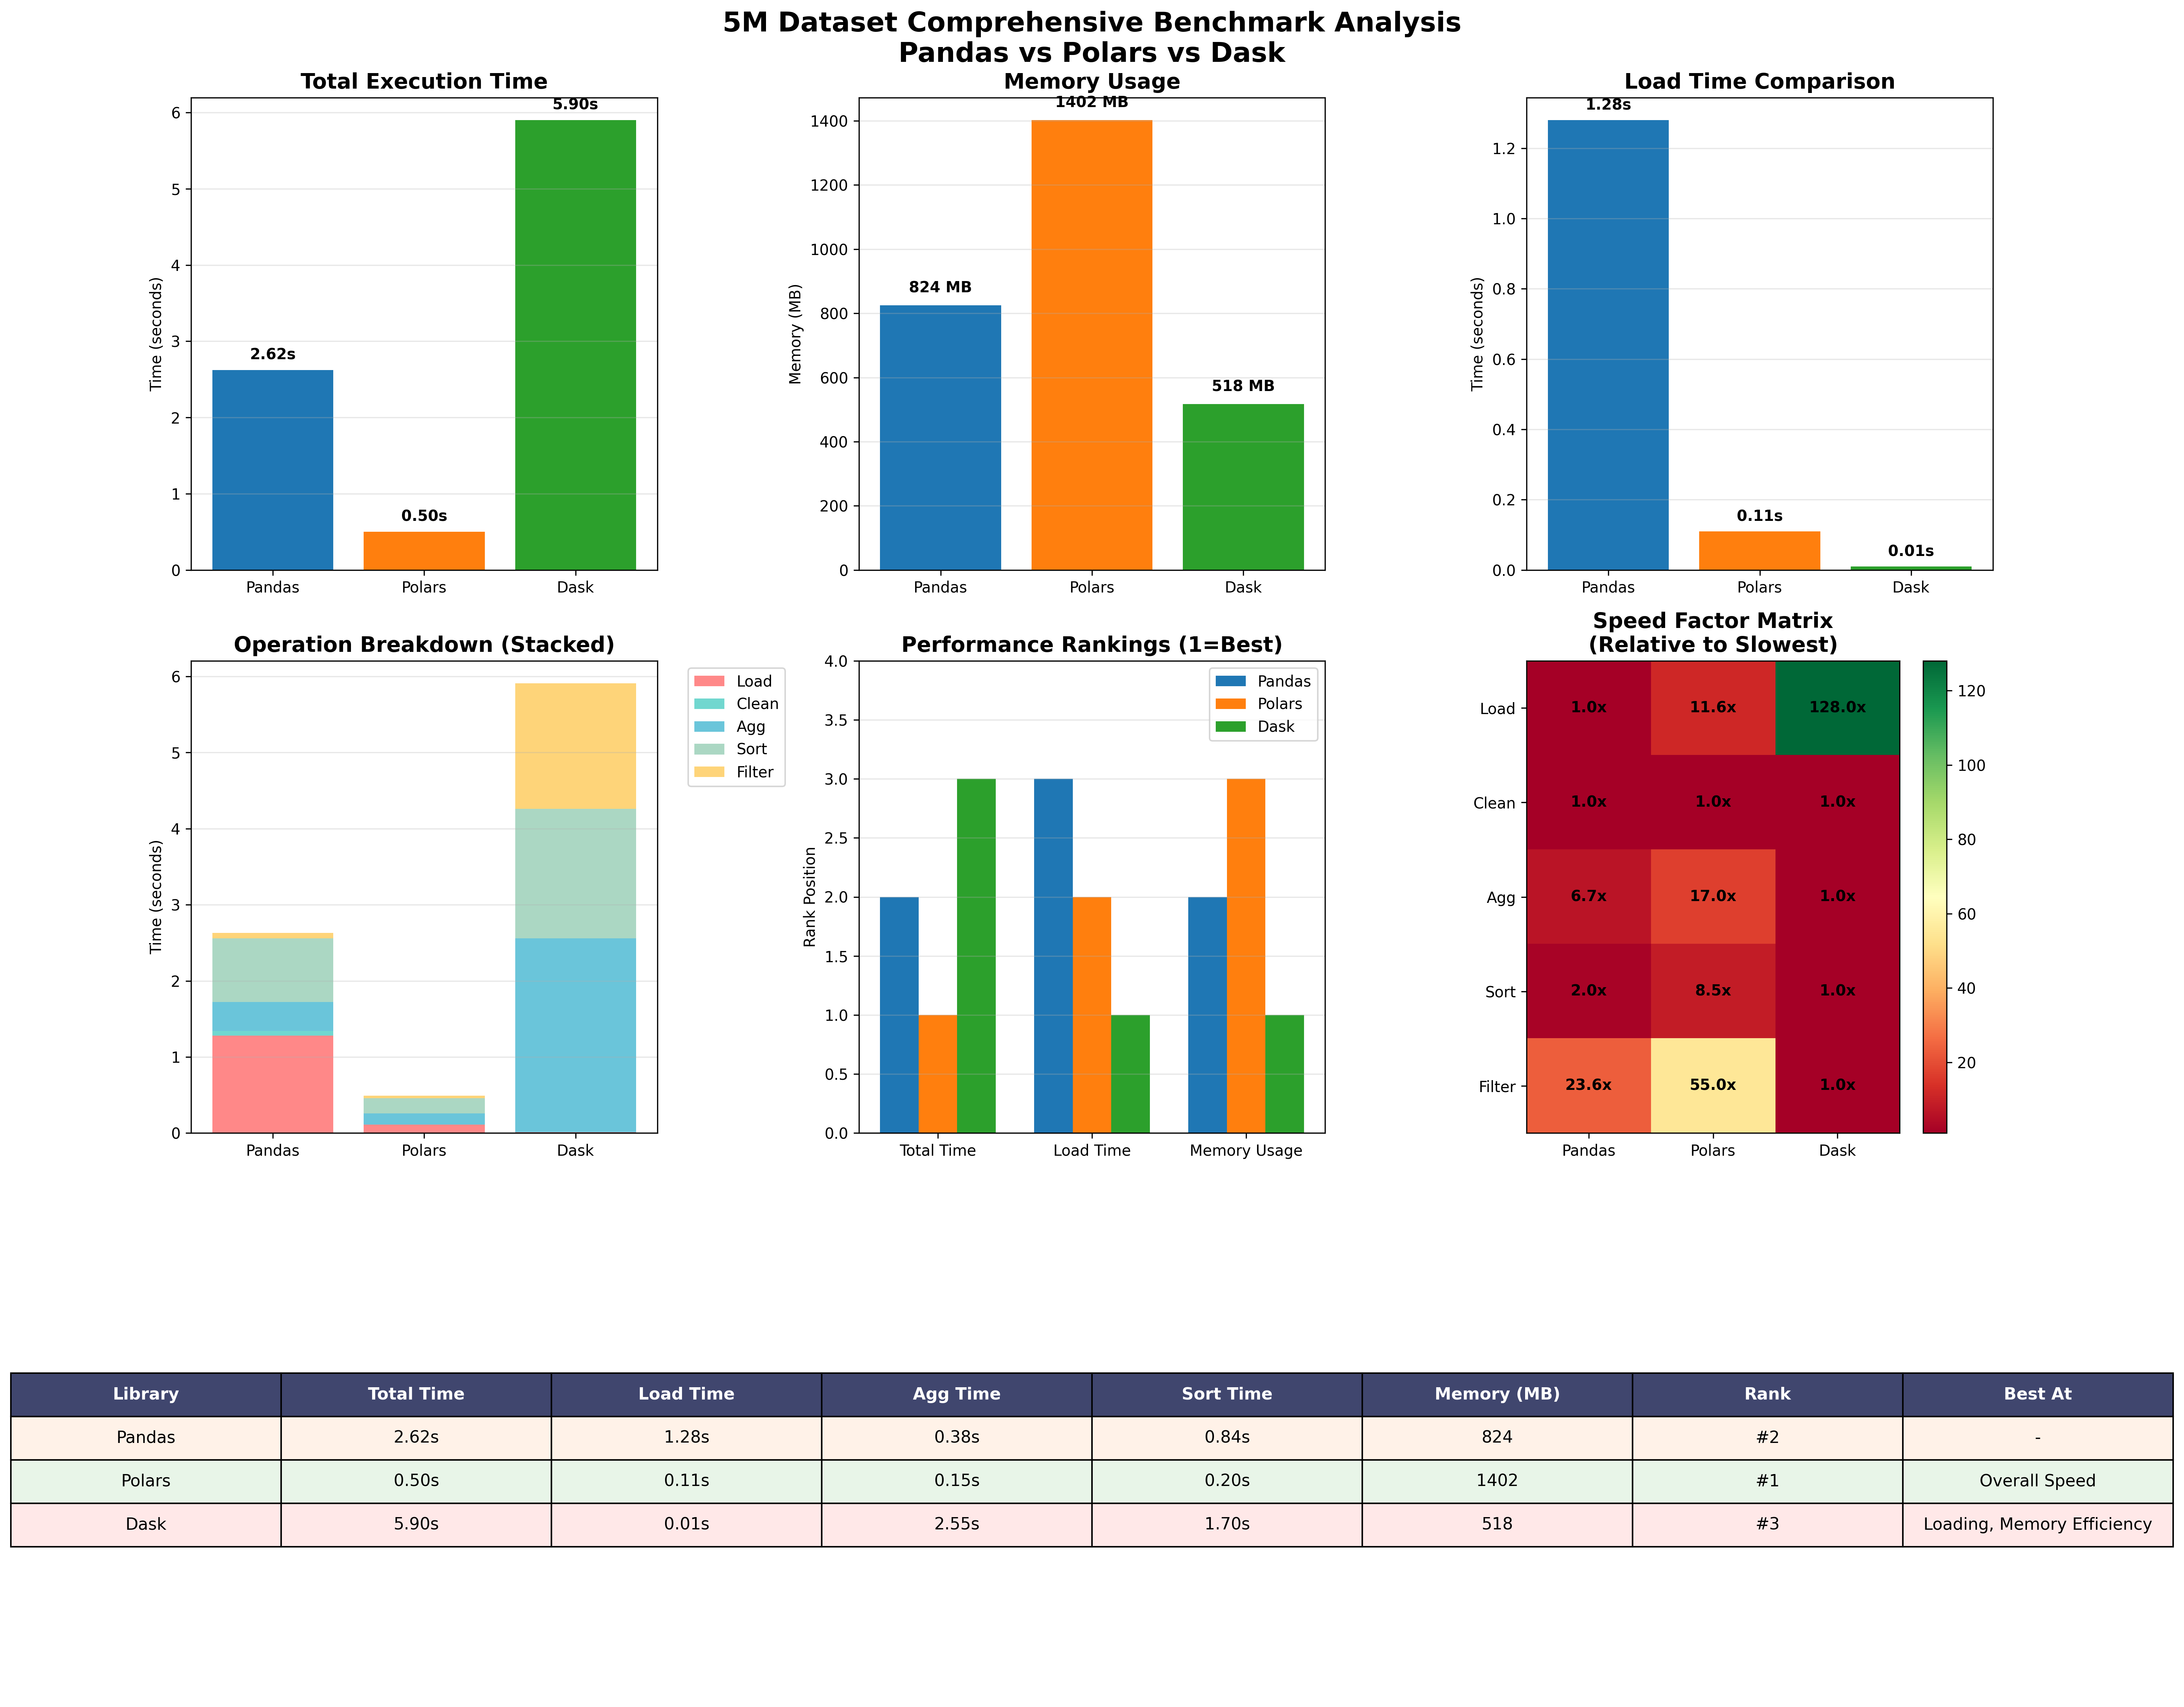 5M Dataset Comprehensive Benchmark Analysis
Pandas vs Polars vs Dask
Total Execution Time
Time (seconds)
6
5
4
3
2
1
0
2.62s
0.50s
5.90s
Pandas Polars Dask
Memory Usage
Memory (MB)
1400
1200
1000
800
600
400
200
0
824 MB
1402 MB
518 MB
Pandas Polars Dask
Load Time Comparison
Time (seconds)
1.2
1.0
0.8
0.6
0.4
0.2
0.0
1.28s
0.11s
0.01s
Pandas Polars Dask
Operation Breakdown (Stacked)
Time (seconds)
6
5
4
3
2
1
0
Pandas Polars Dask
Load
Clean
Agg
Sort
Filter
Performance Rankings (1=Best)
Rank Position
4.0
3.5
3.0
2.5
2.0
1.5
1.0
0.5
0.0
Pandas
Polars
Dask
Total Time Load Time Memory Usage
Speed Factor Matrix
(Relative to Slowest)
Load 1.0x 11.6x 128.0x
Clean 1.0x 1.0x 1.0x
Agg 6.7x 17.0x 1.0x
Sort 2.0x 8.5x 1.0x
Filter 23.6x 55.0x 1.0x
Pandas Polars Dask
120
100
80
60
40
20
Library Total Time Load Time Agg Time Sort Time Memory (MB) Rank Best At
Pandas 2.62s 1.28s 0.38s 0.84s 824 #2 -
Polars 0.50s 0.11s 0.15s 0.20s 1402 #1 Overall Speed
Dask 5.90s 0.01s 2.55s 1.70s 518 #3 Loading, Memory Efficiency